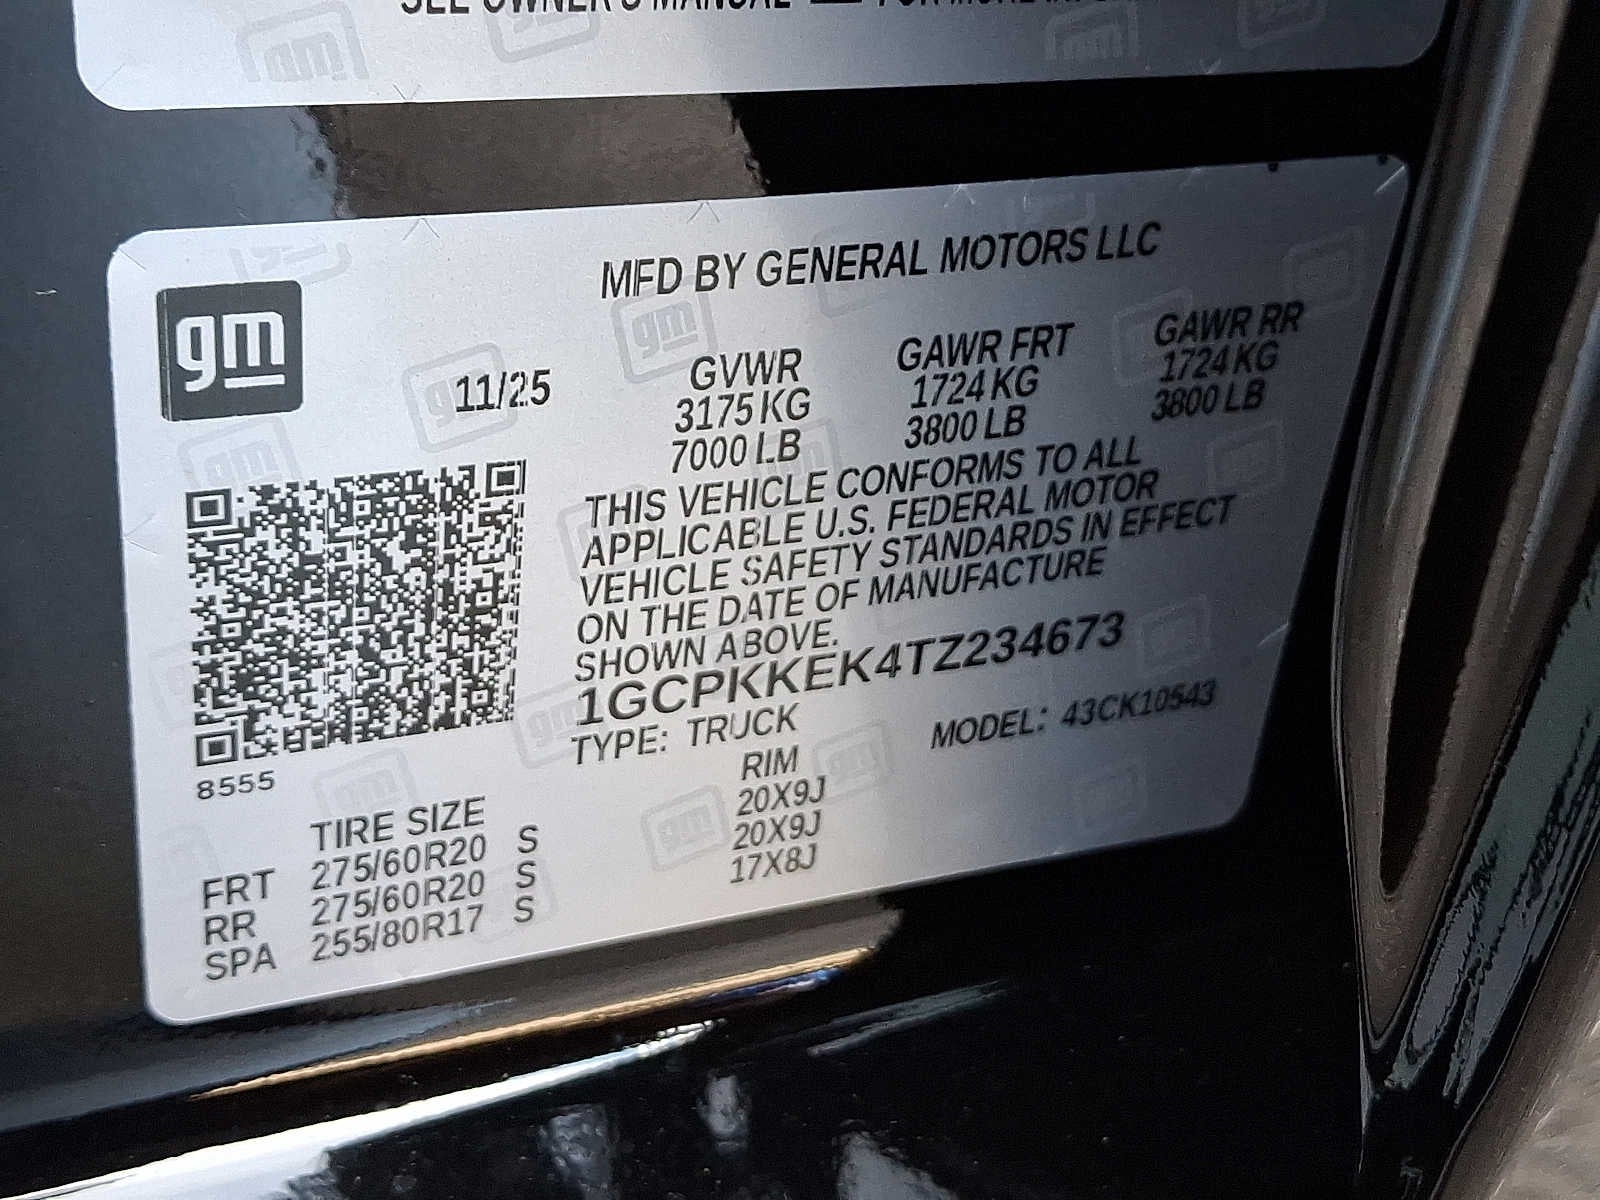 SEE OWNER'S MANUAL
gm
MFD BY GENERAL MOTORS LLC
11/25
GVWR GAWR FRT GAWR RR
3175 KG 1724 KG 1724 KG
7000 LB 3800 LB 3800 LB
THIS VEHICLE CONFORMS TO ALL
APPLICABLE U.S. FEDERAL MOTOR
VEHICLE SAFETY STANDARDS IN EFFECT
ON THE DATE OF MANUFACTURE
SHOWN ABOVE.
1GCPKKEK4TZ234673
TYPE: TRUCK MODEL: 43CK10543
8555
TIRE SIZE RIM
FRT 275/60R20 S 20X9J
RR 275/60R20 S 20X9J
SPA 255/80R17 S 17X8J